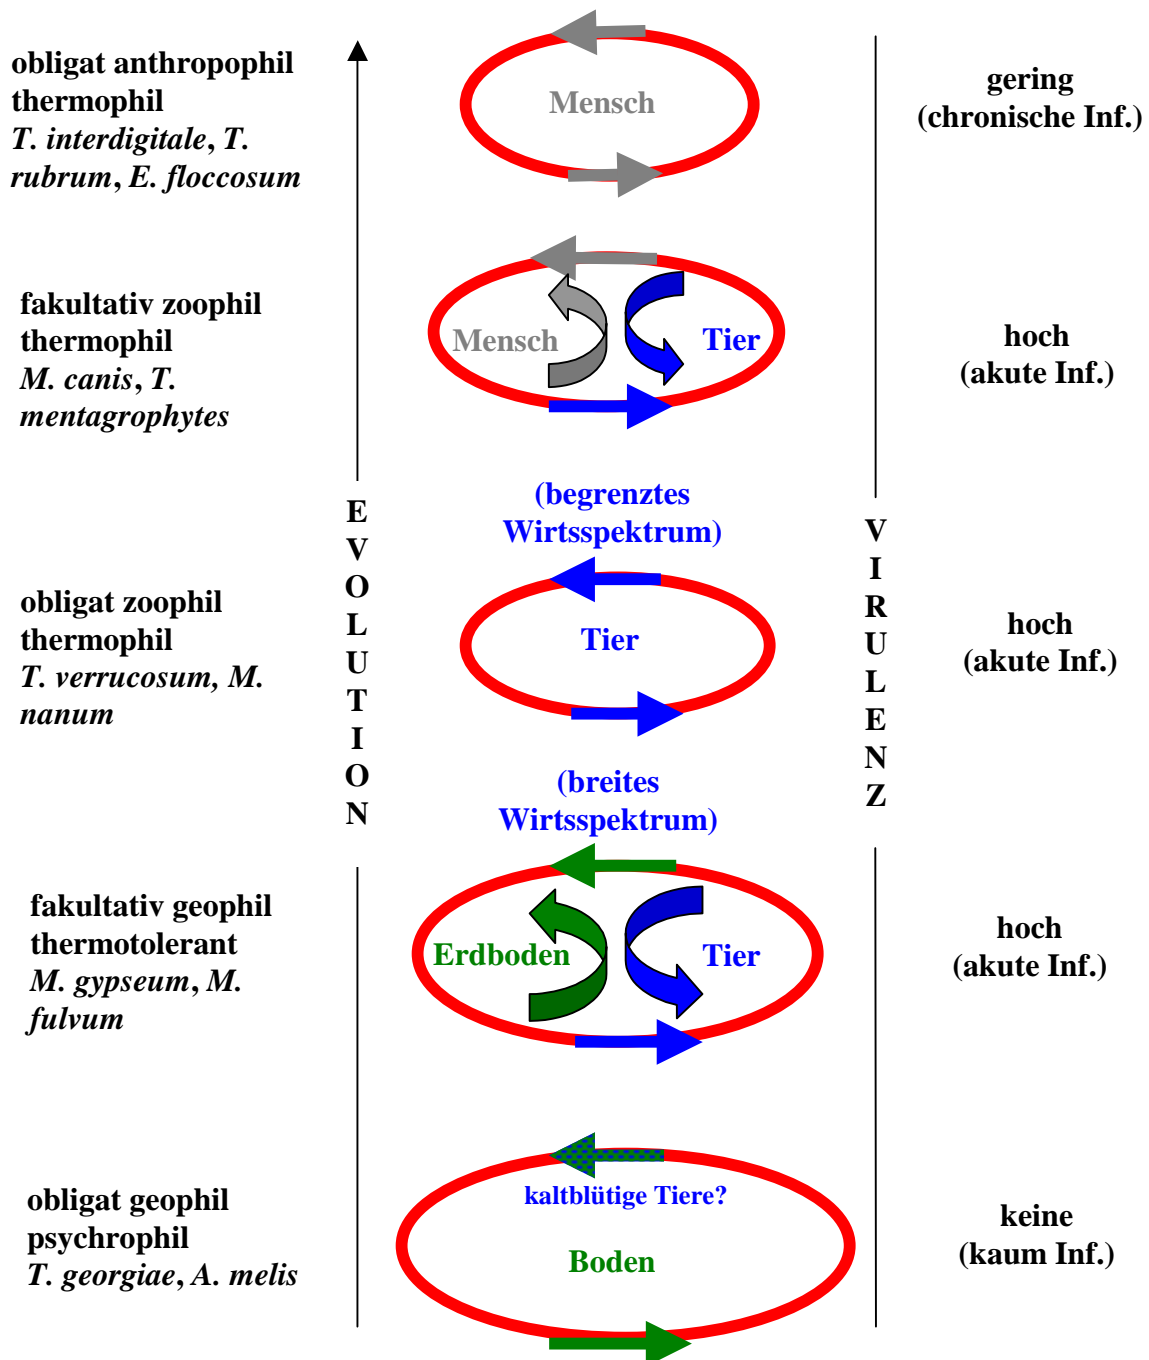 obligat anthropophil
thermophil
T. interdigitale, T.
rubrum, E. floccosum
Mensch
gering
(chronische Inf.)
fakultativ zoophil
thermophil
M. canis, T.
mentagrophytes
Mensch
Tier
hoch
(akute Inf.)
EVOLUTION
(begrenztes
Wirtsspektrum)
VIRULENZ
obligat zoophil
thermophil
T. verrucosum, M.
nanum
Tier
hoch
(akute Inf.)
(breites
Wirtsspektrum)
fakultativ geophil
thermotolerant
M. gypseum, M.
fulvum
Erdboden
Tier
hoch
(akute Inf.)
obligat geophil
psychrophil
T. georgiae, A. melis
kaltblütige Tiere?
Boden
keine
(kaum Inf.)